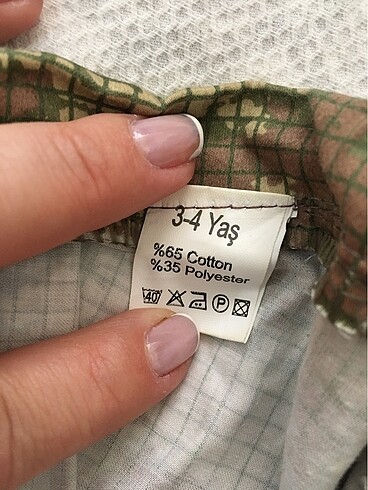 3-4 Yaş
%65 Cotton
%35 Polyester
40 P